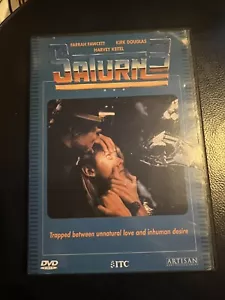 FARRAH FAWCETT KIRK DOUGLAS
HARVEY KEITEL
SATURN 3
Trapped between unnatural love and inhuman desire
DVD
ITC
ARTISAN